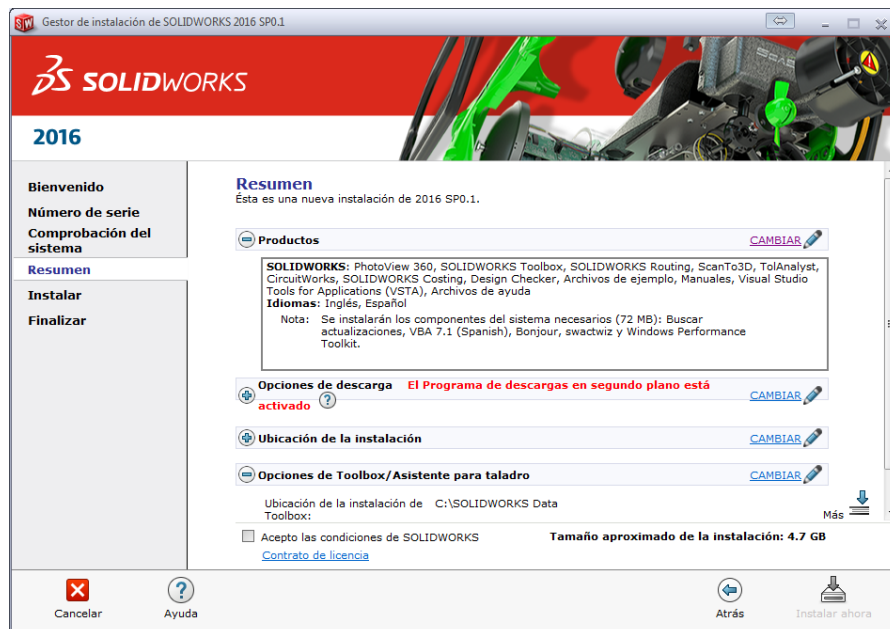 Gestor de instalación de SOLIDWORKS 2016 SP0.1
SOLIDWORKS
2016
Bienvenido
Número de serie
Comprobación del
sistema
Resumen
Instalar
Finalizar
Resumen
Ésta es una nueva instalación de 2016 SP0.1.
Productos CAMBIAR
SOLIDWORKS: PhotoView 360, SOLIDWORKS Toolbox, SOLIDWORKS Routing, ScanTo3D, TolAnalyst,
CircuitWorks, SOLIDWORKS Costing, Design Checker, Archivos de ejemplo, Manuales, Visual Studio
Tools for Applications (VSTA), Archivos de ayuda
Idiomas: Inglés, Español
Nota: Se instalarán los componentes del sistema necesarios (72 MB): Buscar
actualizaciones, VBA 7.1 (Spanish), Bonjour, swactwiz y Windows Performance
Toolkit.
Opciones de descarga El Programa de descargas en segundo plano está
activado ? CAMBIAR
Ubicación de la instalación CAMBIAR
Opciones de Toolbox/Asistente para taladro CAMBIAR
Ubicación de la instalación de C:\SOLIDWORKS Data
Toolbox:
Más
Acepto las condiciones de SOLIDWORKS Tamaño aproximado de la instalación: 4.7 GB
Contrato de licencia
Cancelar Ayuda Atrás Instalar ahora